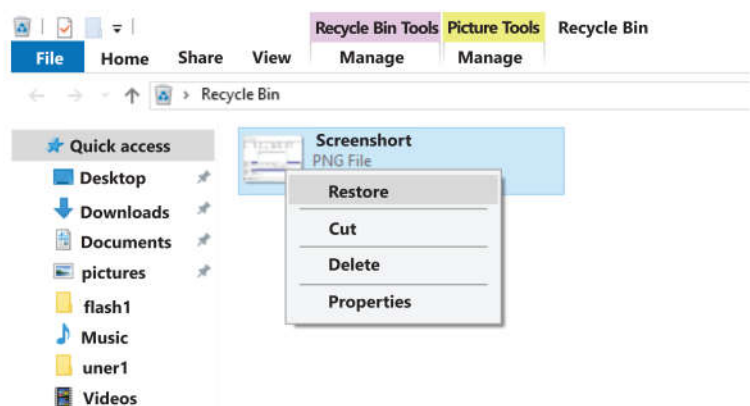 Recycle Bin Tools Picture Tools Recycle Bin
File Home Share View Manage Manage
Recycle Bin
Quick access
Desktop
Downloads
Documents
pictures
flash1
Music
uner1
Videos
Screenshort
PNG File
Restore
Cut
Delete
Properties